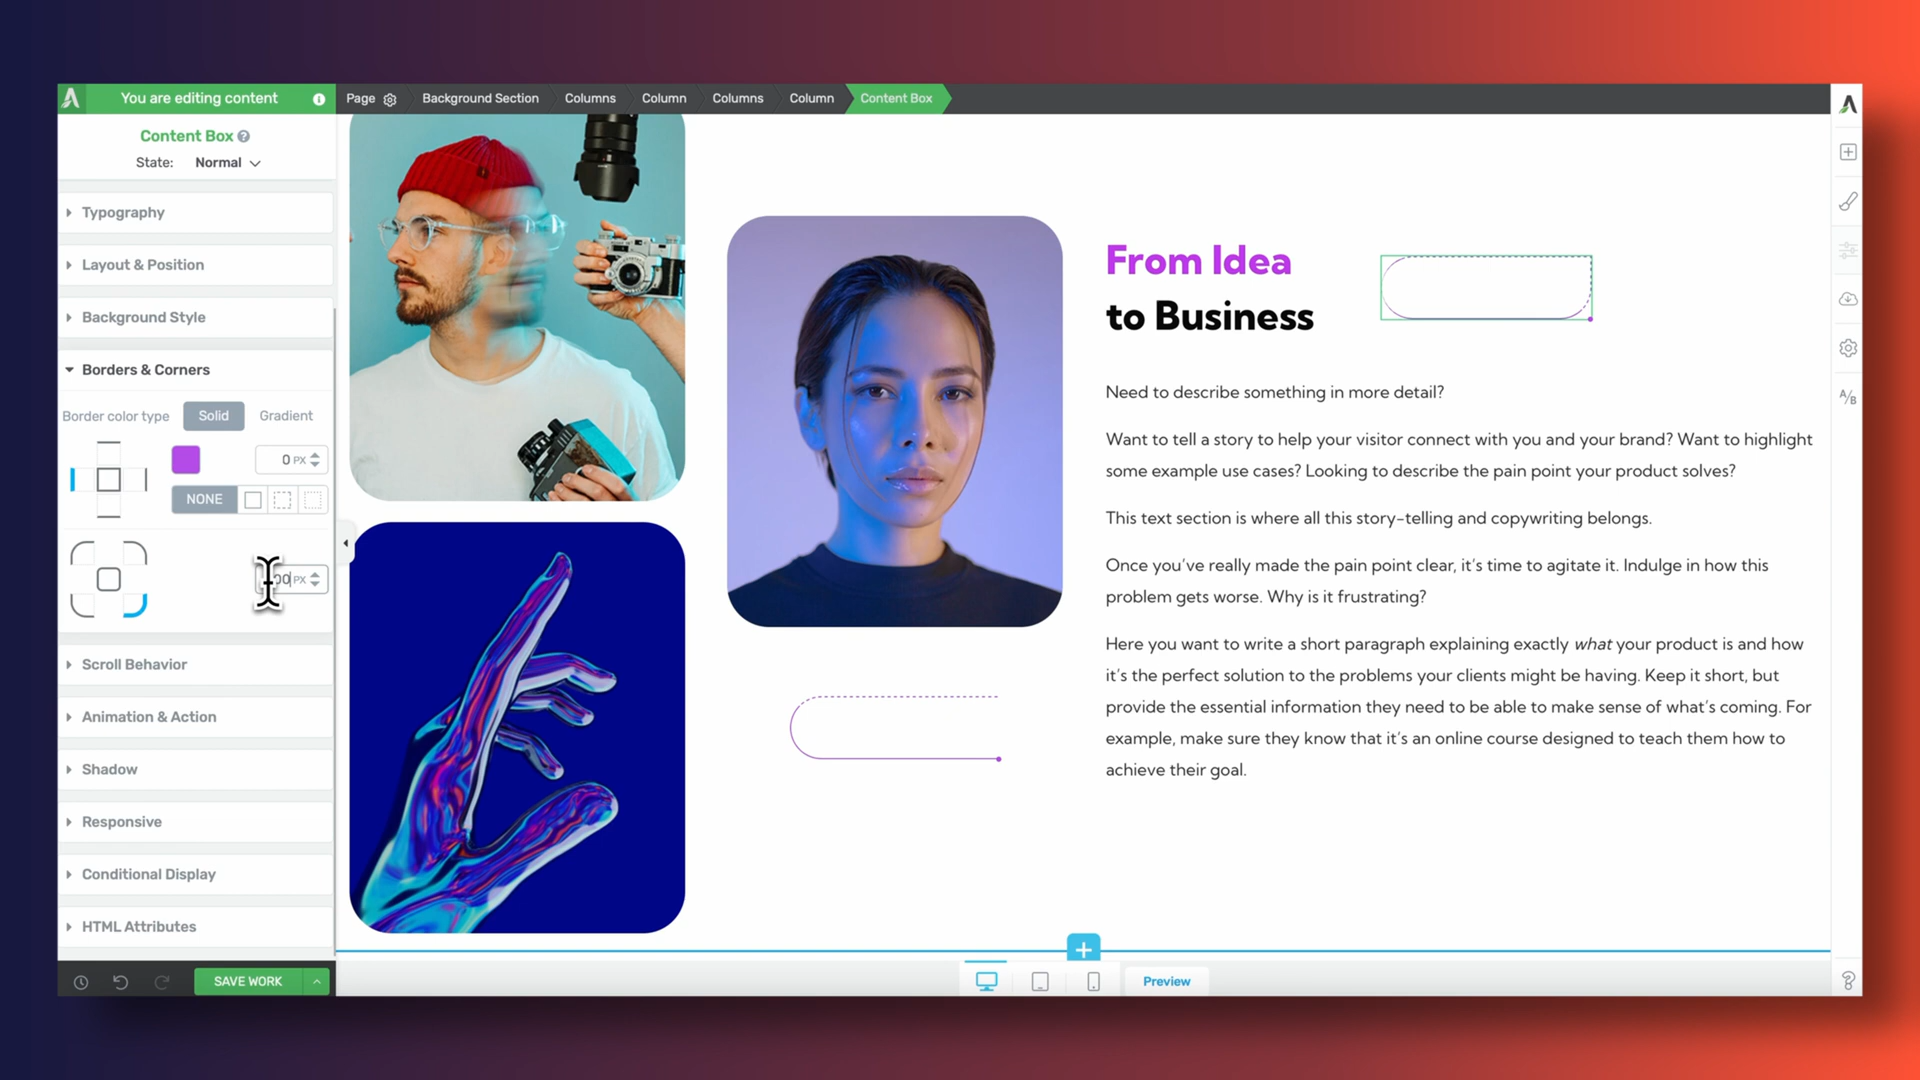 You are editing content
Page
Background Section
Columns
Column
Columns
Column
Content Box
Content Box
State: Normal
Typography
Layout & Position
Background Style
Borders & Corners
Border color type Solid Gradient
0 PX
NONE
PX
Scroll Behavior
Animation & Action
Shadow
Responsive
Conditional Display
HTML Attributes
SAVE WORK
From Idea
to Business
Need to describe something in more detail?
Want to tell a story to help your visitor connect with you and your brand? Want to highlight
some example use cases? Looking to describe the pain point your product solves?
This text section is where all this story-telling and copywriting belongs.
Once you’ve really made the pain point clear, it’s time to agitate it. Indulge in how this
problem gets worse. Why is it frustrating?
Here you want to write a short paragraph explaining exactly what your product is and how
it’s the perfect solution to the problems your clients might be having. Keep it short, but
provide the essential information they need to be able to make sense of what’s coming. For
example, make sure they know that it’s an online course designed to teach them how to
achieve their goal.
Preview
A/B